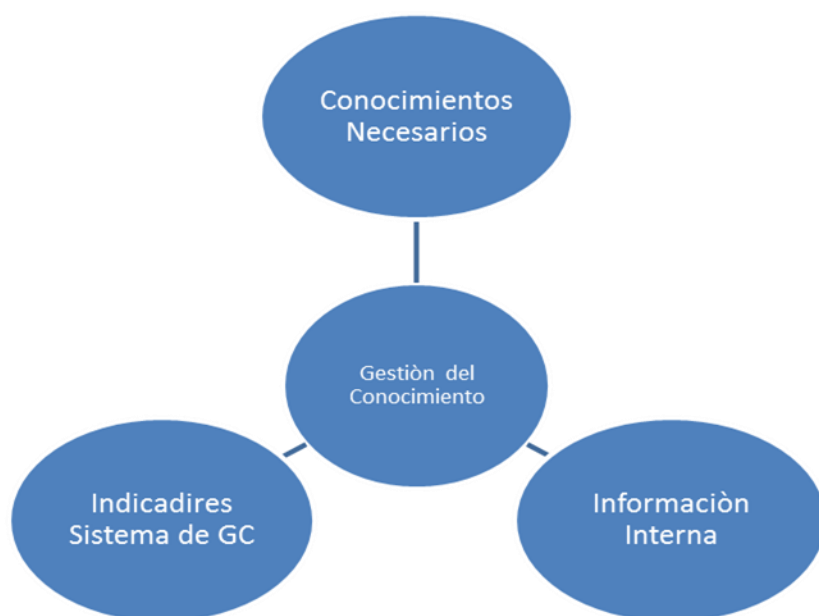 Conocimientos
Necesarios
Gestiòn del
Conocimiento
Indicadires
Sistema de GC
Informaciòn
Interna